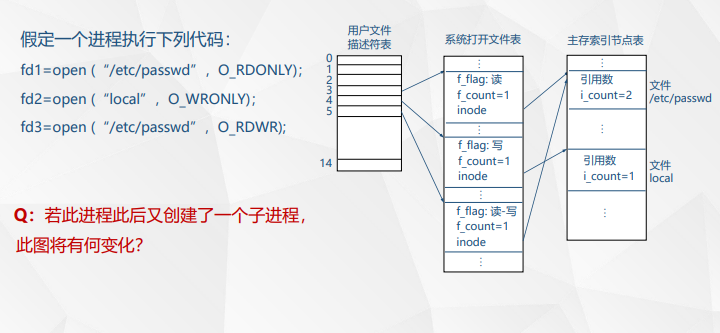 假定一个进程执行下列代码：
fd1=open (“/etc/passwd”, O_RDONLY);
fd2=open (“local”, O_WRONLY);
fd3=open (“/etc/passwd”, O_RDWR);
Q：若此进程此后又创建了一个子进程，
此图将有何变化？
用户文件
描述符表
0
1
2
3
4
5
14
系统打开文件表
⋮
f_flag: 读
f_count=1
inode
⋮
f_flag: 写
f_count=1
inode
⋮
f_flag: 读-写
f_count=1
inode
⋮
主存索引节点表
⋮
引用数
i_count=2
⋮
引用数
i_count=1
⋮
文件
/etc/passwd
文件
local